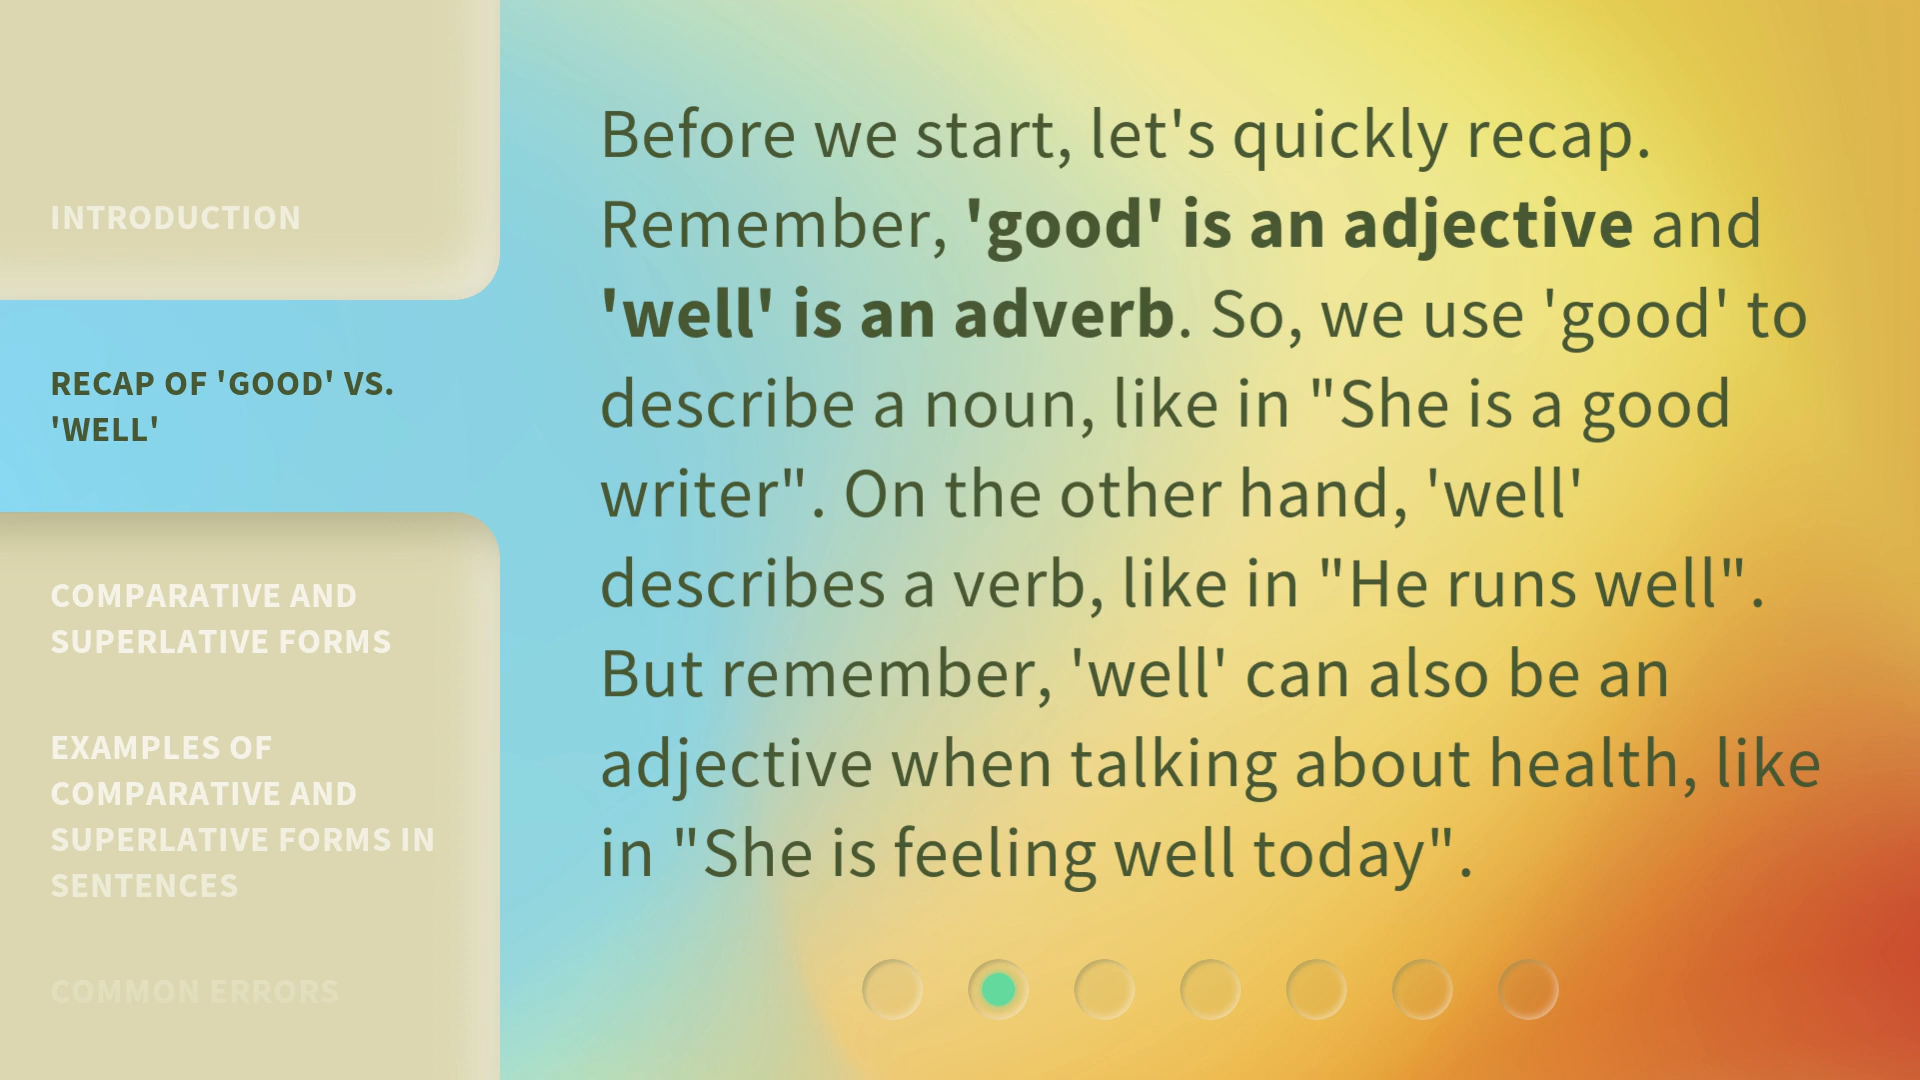 INTRODUCTION
RECAP OF 'GOOD' VS.
'WELL'
COMPARATIVE AND
SUPERLATIVE FORMS
EXAMPLES OF
COMPARATIVE AND
SUPERLATIVE FORMS IN
SENTENCES
COMMON ERRORS
Before we start, let's quickly recap.
Remember, 'good' is an adjective and
'well' is an adverb. So, we use 'good' to
describe a noun, like in "She is a good
writer". On the other hand, 'well'
describes a verb, like in "He runs well".
But remember, 'well' can also be an
adjective when talking about health, like
in "She is feeling well today".